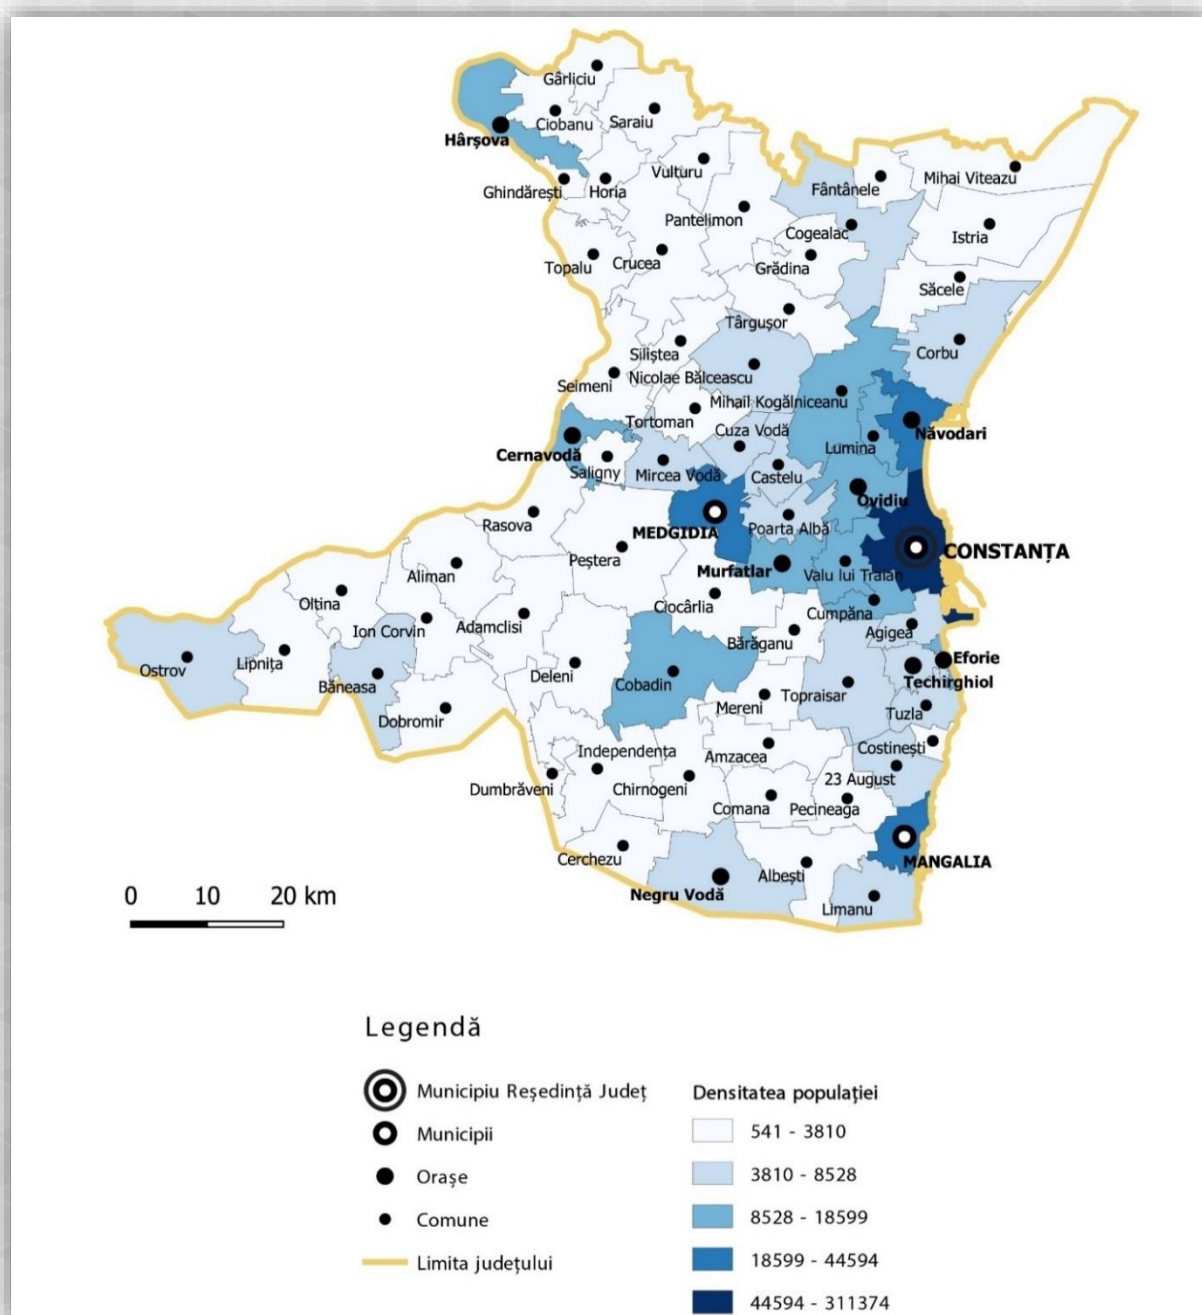 Gârliciu
Ciobanu
Saraiu
Hârșova
Ghindărești
Horia
Vulturu
Fântânele
Mihai Viteazu
Pantelimon
Cogealac
Istria
Topalu
Crucea
Grădina
Săcele
Târgușor
Corbu
Siliștea
Seimeni
Nicolae Bălceascu
Mihail Kogălniceanu
Tortoman
Cuza Vodă
Năvodari
Lumina
Cernavodă
Saligny
Mircea Vodă
Castelu
Ovidiu
Rasova
MEDGIDIA
Poarta Albă
CONSTANȚA
Peștera
Murfatlar
Valu lui Traian
Aliman
Oltina
Ciocârlia
Cumpăna
Ion Corvin
Adamclisi
Bărăganu
Agigea
Ostrov
Lipnița
Eforie
Băneasa
Deleni
Cobadin
Techirghiol
Topraisar
Mereni
Tuzla
Dobromir
Independența
Amzacea
Costinești
Dumbrăveni
Chirnogeni
23 August
Comana
Pecineaga
Cerchezu
MANGALIA
Albești
Negru Vodă
Limanu
0 10 20 km
Legendă
Municipiu Reședință Județ
Municipii
Orașe
Comune
Limita județului
Densitatea populației
541 - 3810
3810 - 8528
8528 - 18599
18599 - 44594
44594 - 311374